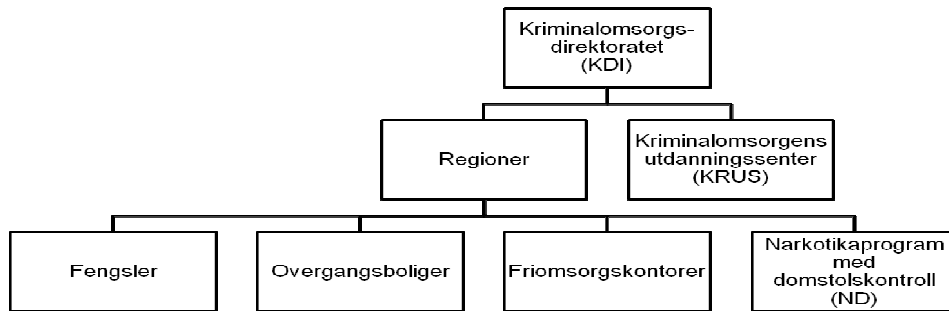 Kriminalomsorgs-
direktoratet
(KDI)
Regioner
Kriminalomsorgens
utdanningssenter
(KRUS)
Fengsler
Overgangsboliger
Friomsorgskontorer
Narkotikaprogram
med
domstolskontroll
(ND)